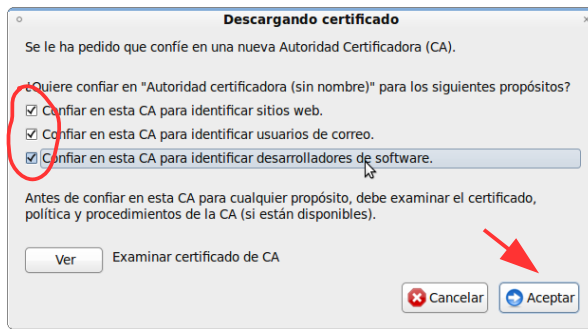 Descargando certificado
Se le ha pedido que confíe en una nueva Autoridad Certificadora (CA).
¿Quiere confiar en "Autoridad certificadora (sin nombre)" para los siguientes propósitos?
Confiar en esta CA para identificar sitios web.
Confiar en esta CA para identificar usuarios de correo.
Confiar en esta CA para identificar desarrolladores de software.
Antes de confiar en esta CA para cualquier propósito, debe examinar el certificado,
política y procedimientos de la CA (si están disponibles).
Ver Examinar certificado de CA
Cancelar Aceptar